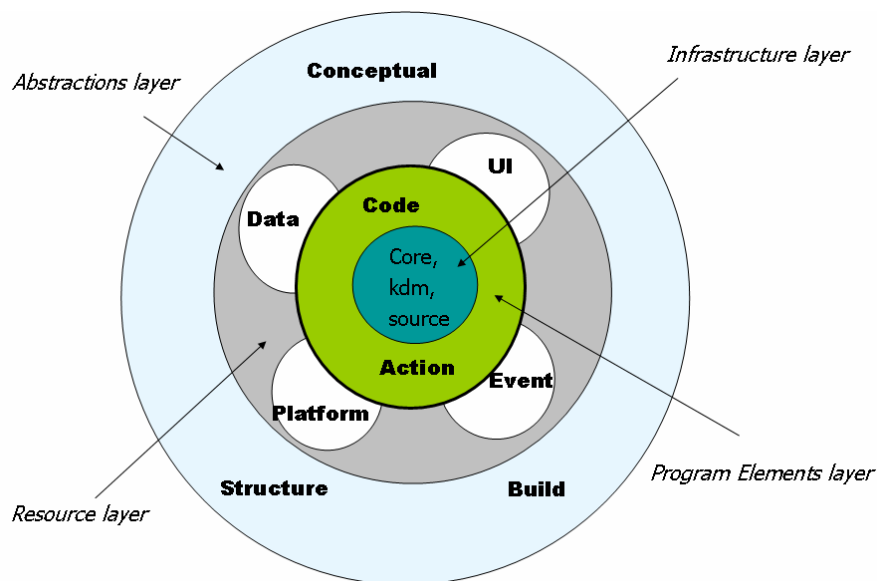 Infrastructure layer
Conceptual
Abstractions layer
UI
Code
Data
Core,
kdm,
source
Action
Event
Platform
Program Elements layer
Structure
Build
Resource layer